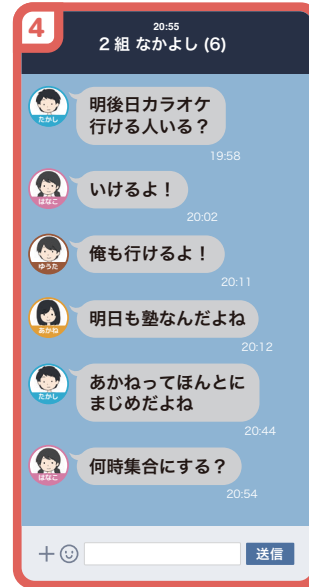 4
20:55
2組 なかよし (6)
たかし
明後日カラオケ
行ける人いる？
19:58
はなこ
いけるよ！
20:02
ゆうた
俺も行けるよ！
20:11
あかね
明日も塾なんだよね
20:12
たかし
あかねってほんとに
まじめだよね
20:44
はなこ
何時集合にする？
20:54
送信